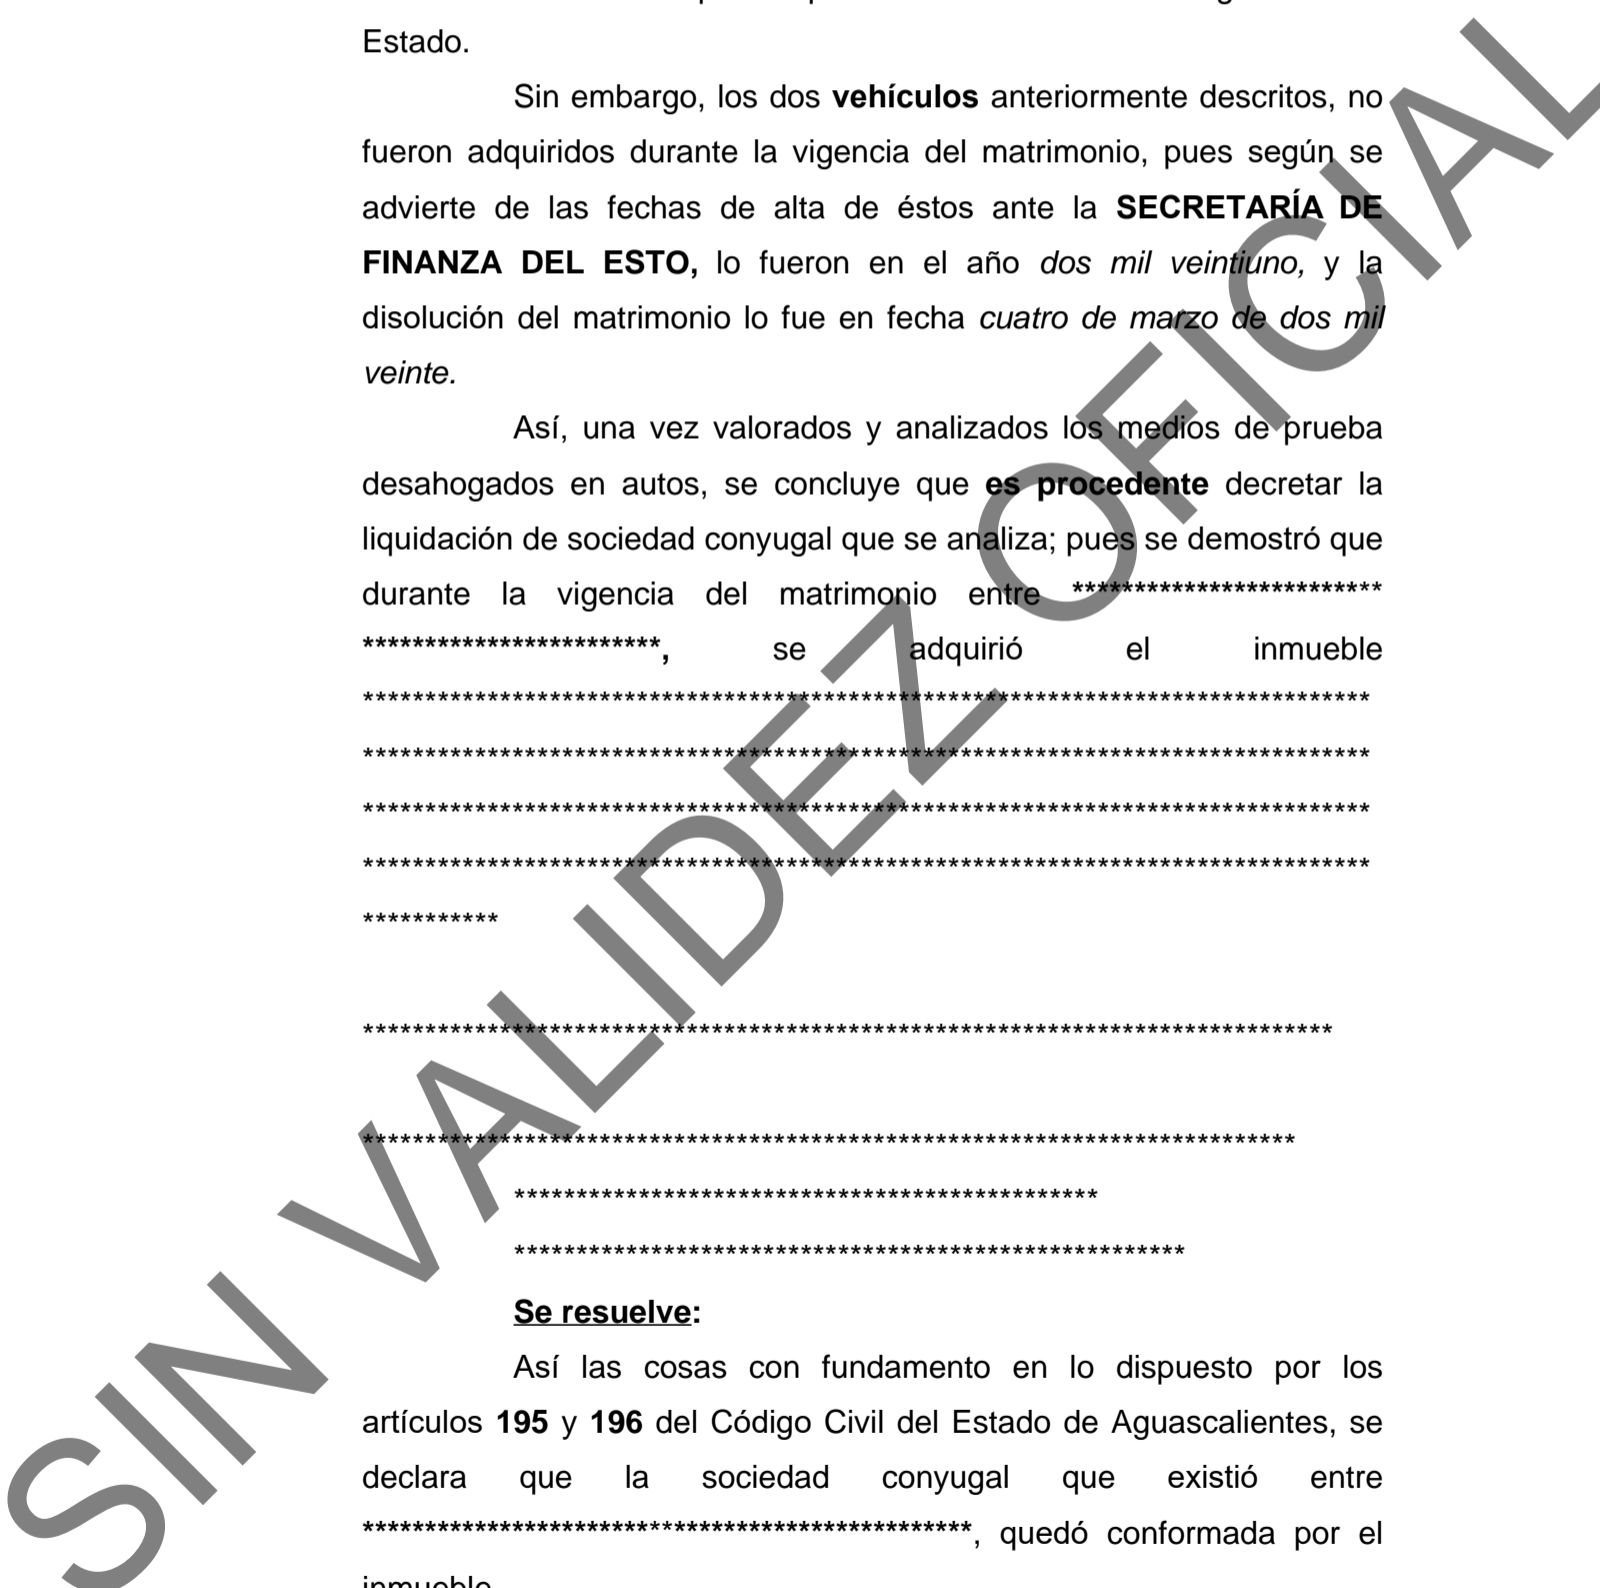 Estado.
Sin embargo, los dos vehículos anteriormente descritos, no
fueron adquiridos durante la vigencia del matrimonio, pues según se
advierte de las fechas de alta de éstos ante la SECRETARÍA DE
FINANZA DEL ESTO, lo fueron en el año dos mil veintiuno, y la
disolución del matrimonio lo fue en fecha cuatro de marzo de dos mil
veinte.
Así, una vez valorados y analizados los medios de prueba
desahogados en autos, se concluye que es procedente decretar la
liquidación de sociedad conyugal que se analiza; pues se demostró que
durante la vigencia del matrimonio entre *************************
************************, se adquirió el inmueble
*********************************************************************************
*********************************************************************************
*********************************************************************************
*********************************************************************************
***********
******************************************************************************
***************************************************************************
***********************************************
******************************************************
Se resuelve:
Así las cosas con fundamento en lo dispuesto por los
artículos 195 y 196 del Código Civil del Estado de Aguascalientes, se
declara que la sociedad conyugal que existió entre
*************************************************, quedó conformada por el
inmueble
SIN VALIDEZ OFICIAL